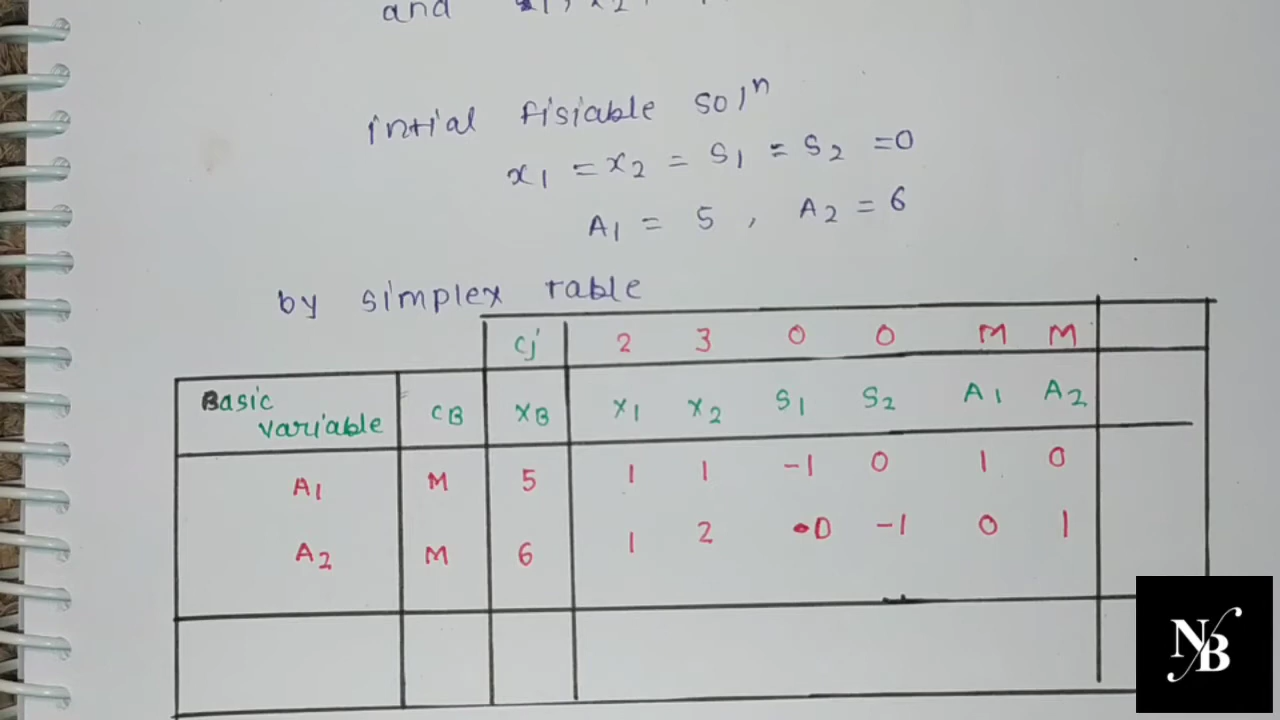 and
intial fisiable solⁿ
x₁ = x₂ = S₁ = S₂ = 0
A₁ = 5 , A₂ = 6
by simplex table
Cj 2 3 0 0 M M
Basic variable CB XB X₁ X₂ S₁ S₂ A₁ A₂
A₁ M 5 1 1 -1 0 1 0
A₂ M 6 1 2 0 -1 0 1
NB